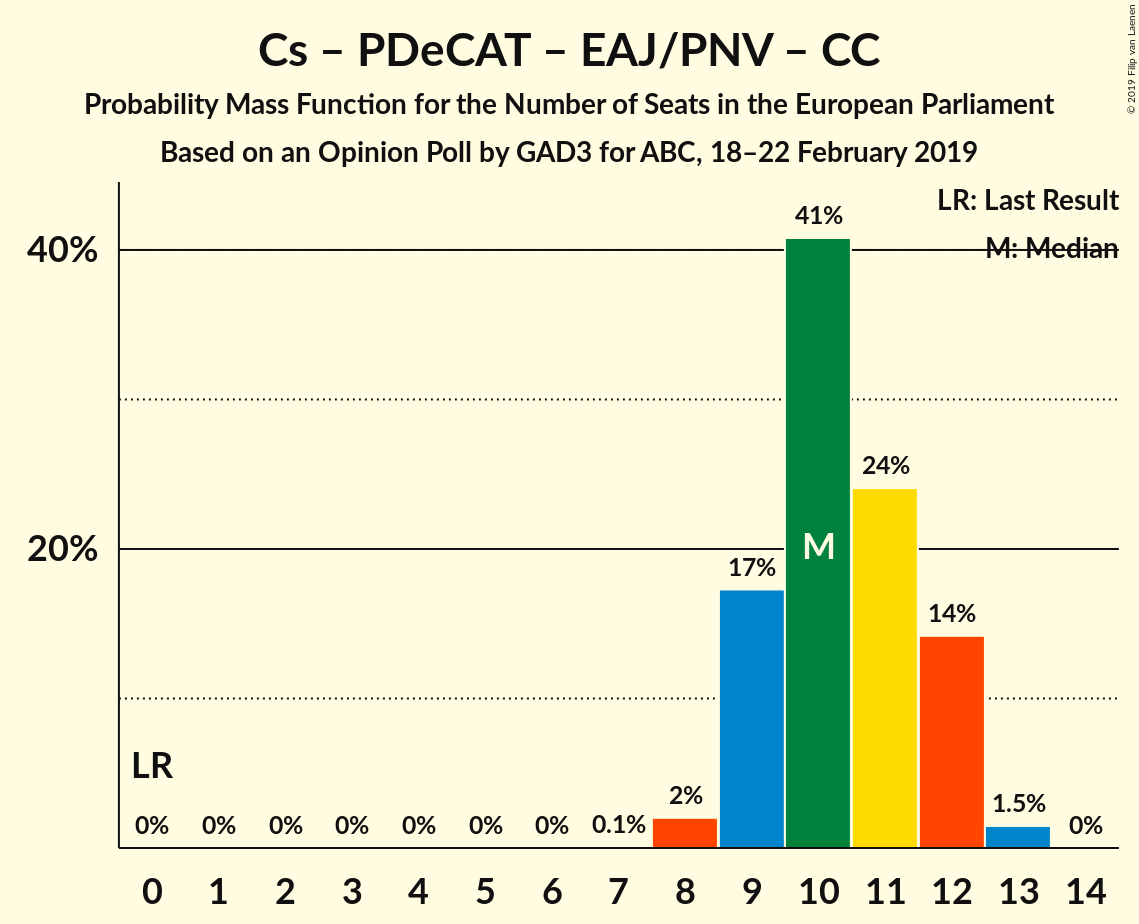 Cs – PDeCAT – EAJ/PNV – CC
Probability Mass Function for the Number of Seats in the European Parliament
Based on an Opinion Poll by GAD3 for ABC, 18–22 February 2019
© 2019 Filip van Laenen
LR: Last Result
M: Median
40%
20%
41%
24%
17%
14%
2%
1.5%
0.1%
0% 0% 0% 0% 0% 0% 0% 0%
LR
M
0 1 2 3 4 5 6 7 8 9 10 11 12 13 14